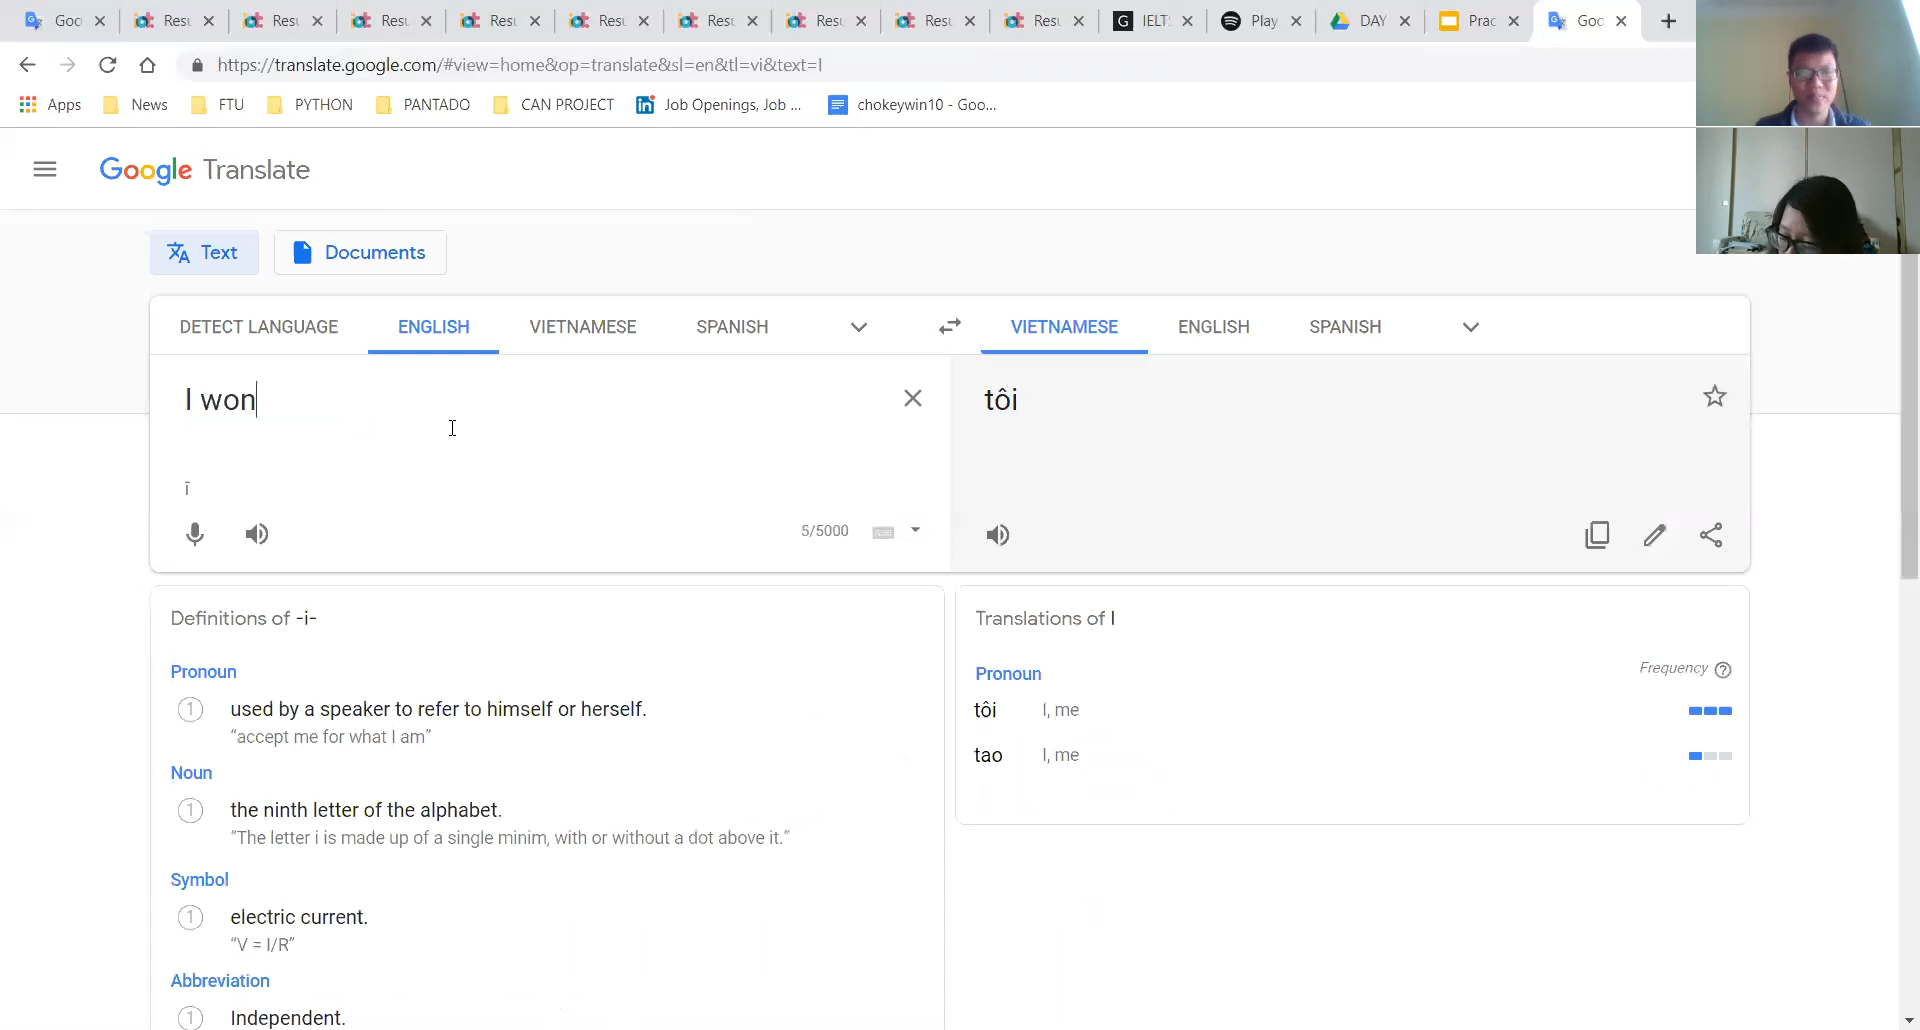 Goo Resu Resu Resu Resu Resu Resu Resu Resu Resu IELT Play DAY Prac Goo
https://translate.google.com/#view=home&op=translate&sl=en&tl=vi&text=I
Apps News FTU PYTHON PANTADO CAN PROJECT Job Openings, Job ... chokeywin10 - Goo...
Google Translate
Text Documents
DETECT LANGUAGE ENGLISH VIETNAMESE SPANISH VIETNAMESE ENGLISH SPANISH
I won tôi
ī
5/5000
Definitions of -i-
Pronoun
1 used by a speaker to refer to himself or herself.
“accept me for what I am”
Noun
1 the ninth letter of the alphabet.
“The letter i is made up of a single minim, with or without a dot above it.”
Symbol
1 electric current.
“V = I/R”
Abbreviation
1 Independent.
Translations of I
Pronoun Frequency
tôi I, me
tao I, me